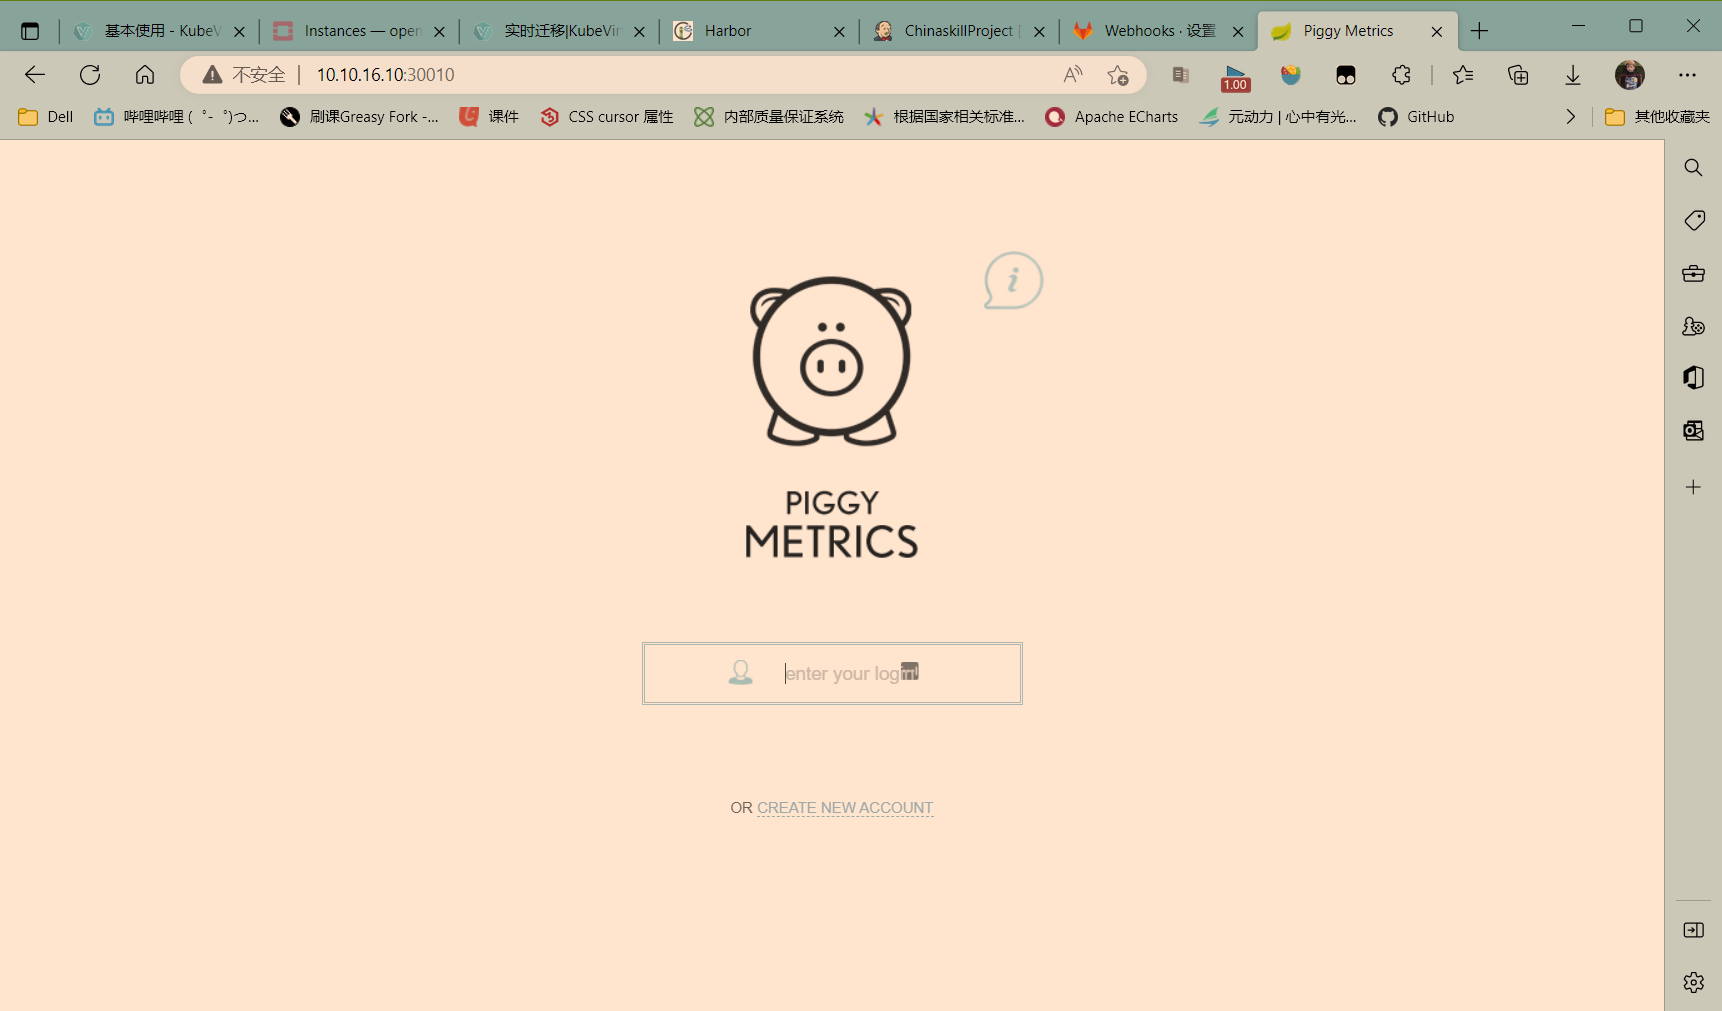 基本使用 - KubeV
Instances — open
实时迁移|KubeVir
Harbor
ChinaskillProject
Webhooks · 设置
Piggy Metrics
不安全
10.10.16.10:30010
1.00
Dell
哔哩哔哩 (゜-゜)つ...
刷课Greasy Fork -...
课件
CSS cursor 属性
内部质量保证系统
根据国家相关标准...
Apache ECharts
元动力 | 心中有光...
GitHub
其他收藏夹
i
PIGGY
METRICS
enter your log
OR CREATE NEW ACCOUNT